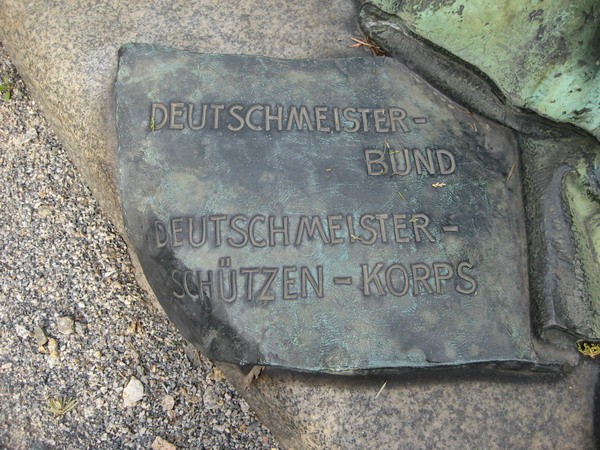 DEUTSCHMEISTER-
BUND
DEUTSCHMEISTER-
SCHÜTZEN-KORPS